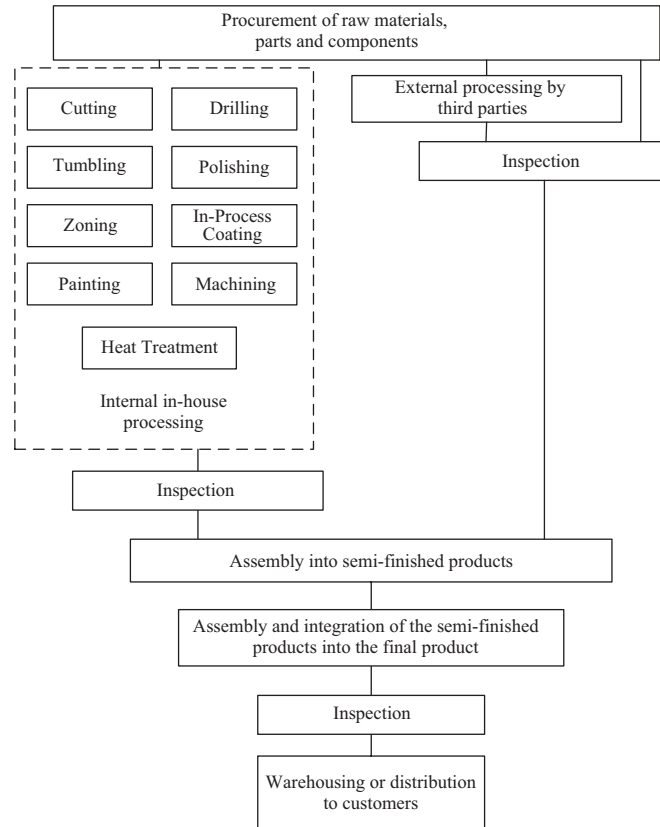 Procurement of raw materials,
parts and components
External processing by
third parties
Cutting
Drilling
Inspection
Tumbling
Polishing
Zoning
In-Process
Coating
Painting
Machining
Heat Treatment
Internal in-house
processing
Inspection
Assembly into semi-finished products
Assembly and integration of the semi-finished
products into the final product
Inspection
Warehousing or distribution
to customers